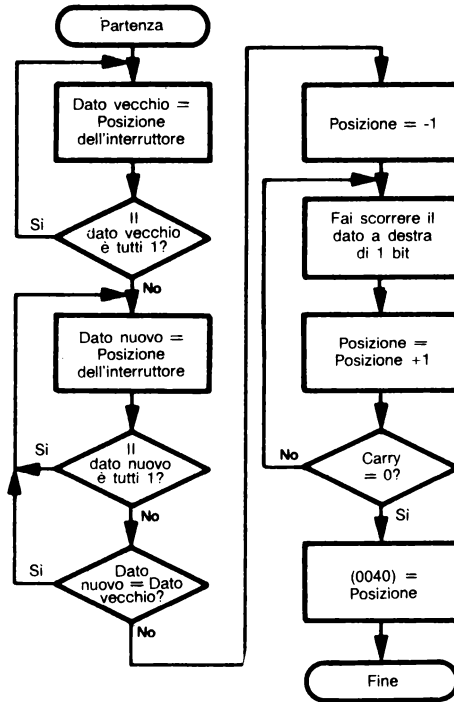 Partenza
Dato vecchio =
Posizione
dell'interruttore
Il
dato vecchio
è tutti 1?
Si
No
Dato nuovo =
Posizione
dell'interruttore
Il
dato nuovo
è tutti 1?
Si
No
Dato
nuovo = Dato
vecchio?
Si
No
Posizione = -1
Fai scorrere il
dato a destra
di 1 bit
Posizione =
Posizione +1
Carry
= 0?
No
Si
(0040) =
Posizione
Fine